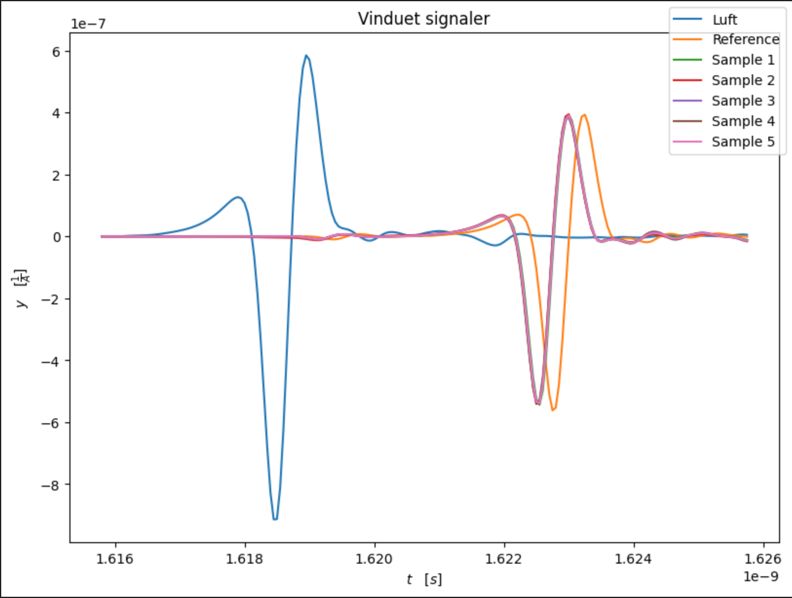 Vinduet signaler
1e−7
6
4
2
0
−2
−4
−6
−8
y [1/A]
1.616
1.618
1.620
1.622
1.624
1.626
1e−9
t [s]
Luft
Reference
Sample 1
Sample 2
Sample 3
Sample 4
Sample 5